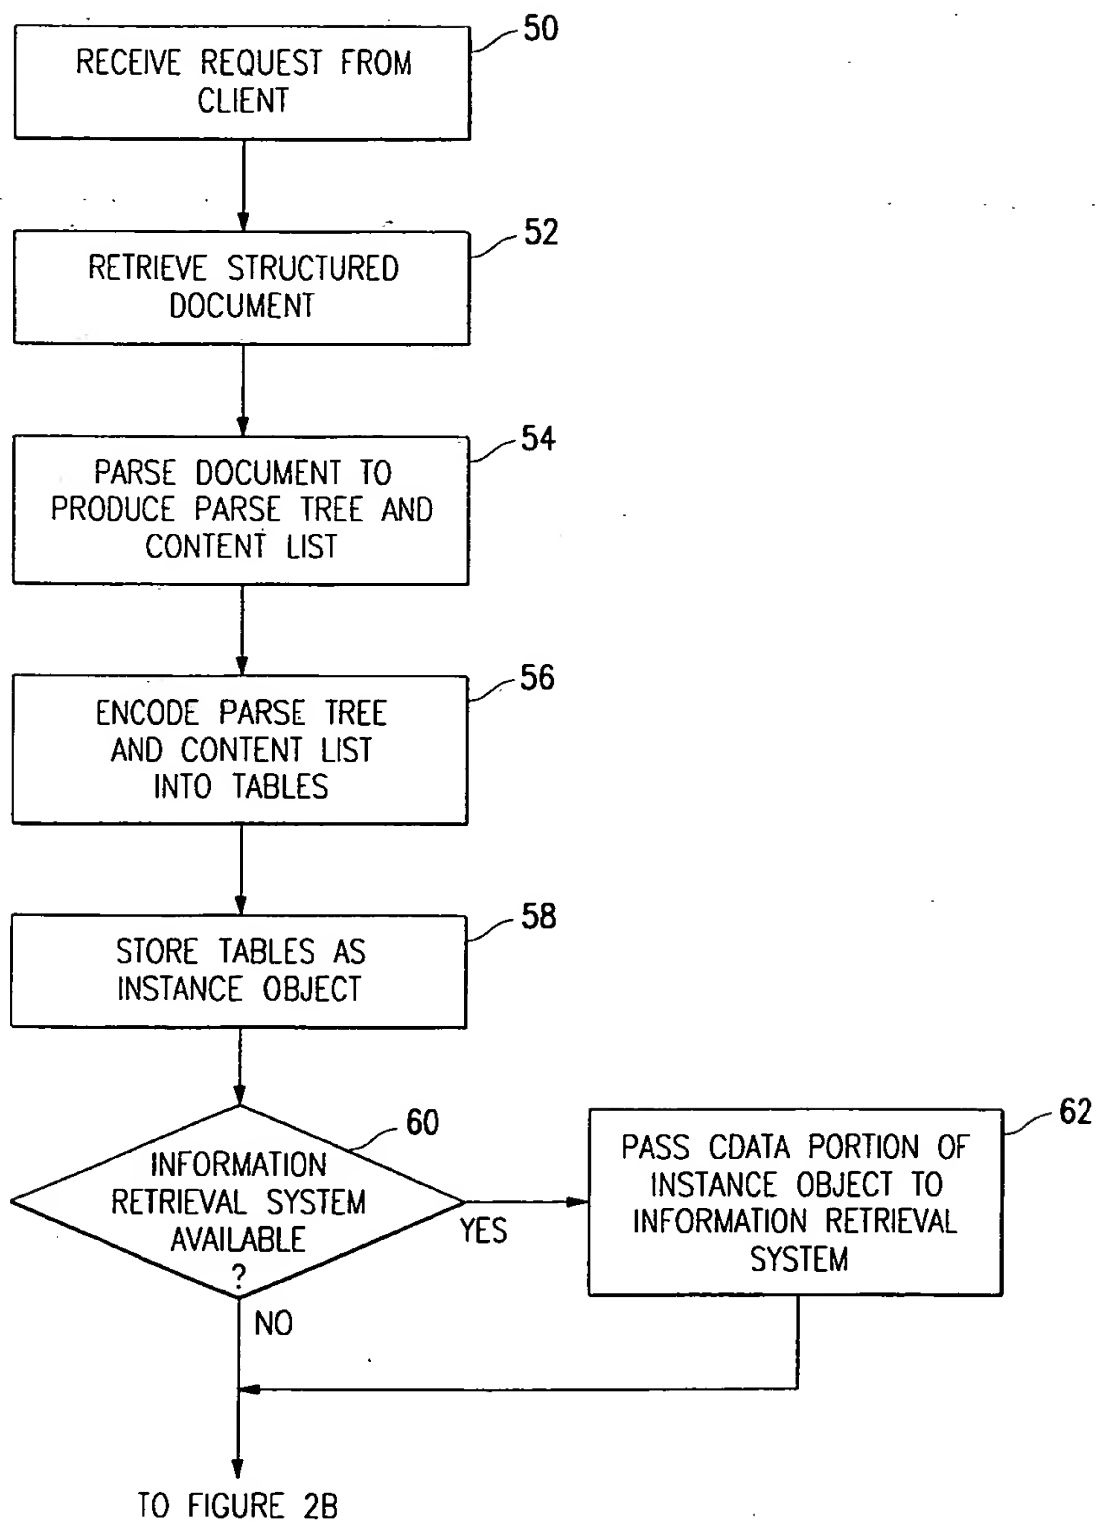 50
RECEIVE REQUEST FROM
CLIENT
52
RETRIEVE STRUCTURED
DOCUMENT
54
PARSE DOCUMENT TO
PRODUCE PARSE TREE AND
CONTENT LIST
56
ENCODE PARSE TREE
AND CONTENT LIST
INTO TABLES
58
STORE TABLES AS
INSTANCE OBJECT
60
INFORMATION
RETRIEVAL SYSTEM
AVAILABLE
?
YES
NO
62
PASS CDATA PORTION OF
INSTANCE OBJECT TO
INFORMATION RETRIEVAL
SYSTEM
TO FIGURE 2B